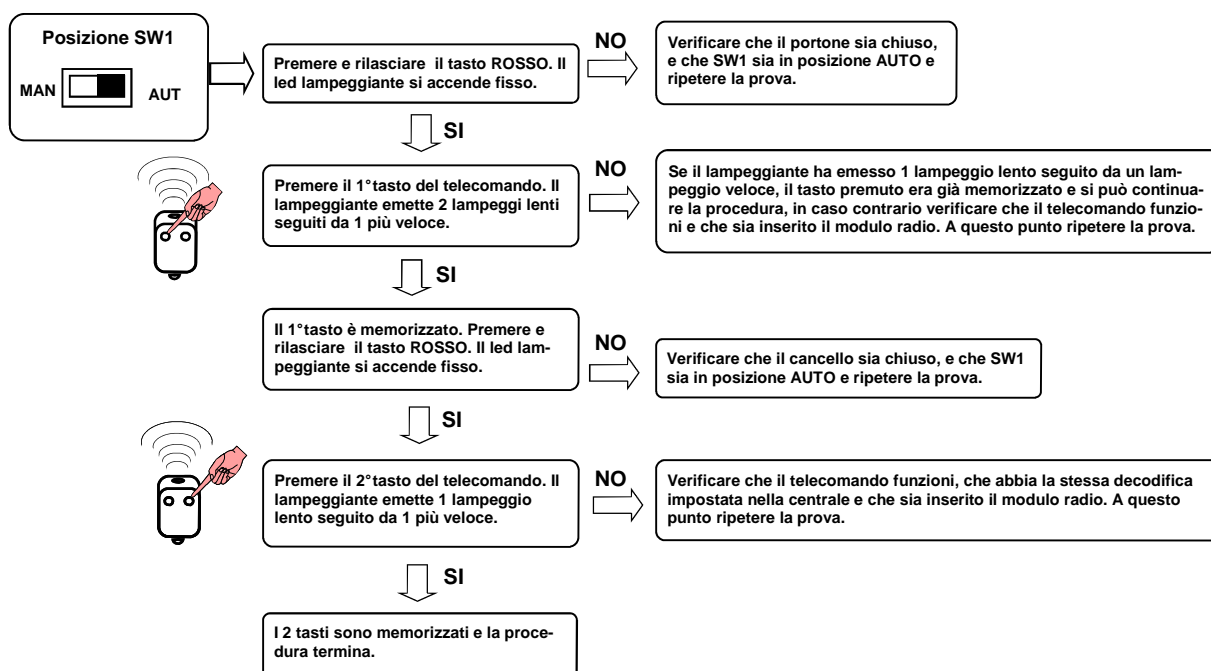 Posizione SW1
MAN
AUT
Premere e rilasciare il tasto ROSSO. Il
led lampeggiante si accende fisso.
NO
Verificare che il portone sia chiuso,
e che SW1 sia in posizione AUTO e
ripetere la prova.
SI
Premere il 1°tasto del telecomando. Il
lampeggiante emette 2 lampeggi lenti
seguiti da 1 più veloce.
NO
Se il lampeggiante ha emesso 1 lampeggio lento seguito da un lam-
peggio veloce, il tasto premuto era già memorizzato e si può continua-
re la procedura, in caso contrario verificare che il telecomando funzio-
ni e che sia inserito il modulo radio. A questo punto ripetere la prova.
SI
Il 1°tasto è memorizzato. Premere e
rilasciare il tasto ROSSO. Il led lam-
peggiante si accende fisso.
NO
Verificare che il cancello sia chiuso, e che SW1
sia in posizione AUTO e ripetere la prova.
SI
Premere il 2°tasto del telecomando. Il
lampeggiante emette 1 lampeggio
lento seguito da 1 più veloce.
NO
Verificare che il telecomando funzioni, che abbia la stessa decodifica
impostata nella centrale e che sia inserito il modulo radio. A questo
punto ripetere la prova.
SI
I 2 tasti sono memorizzati e la proce-
dura termina.